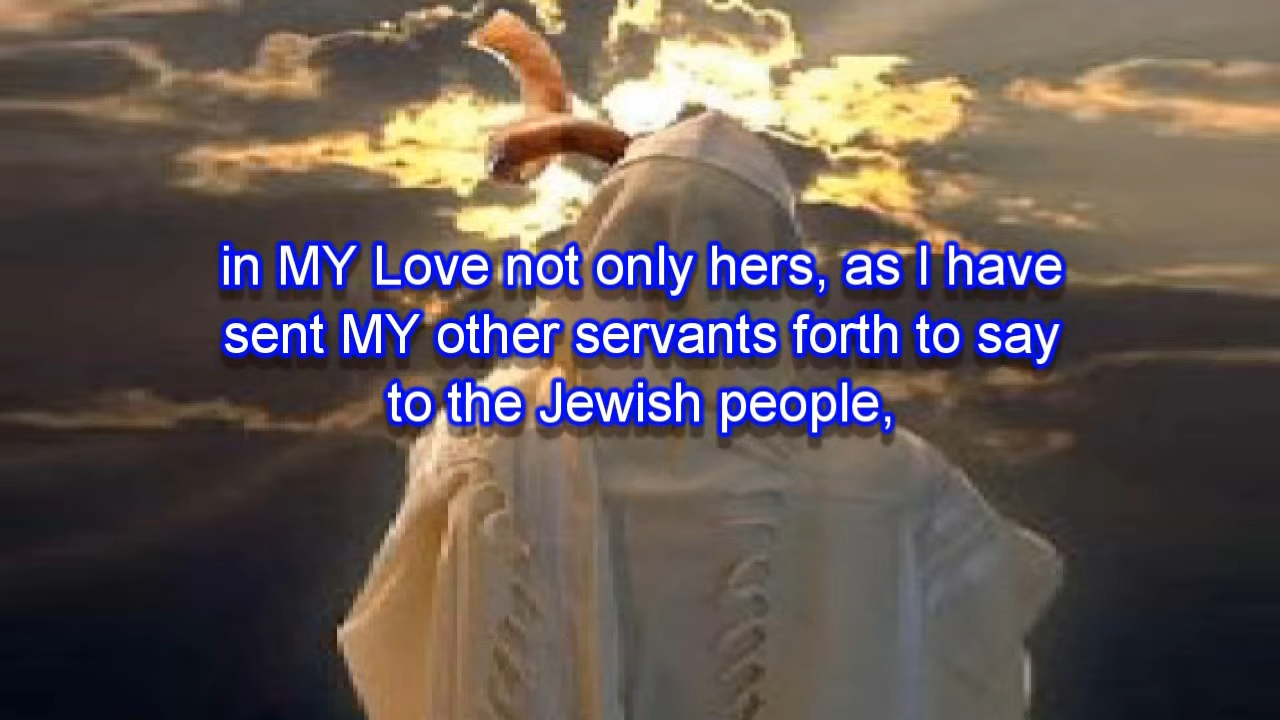 in MY Love not only hers, as I have
sent MY other servants forth to say
to the Jewish people,